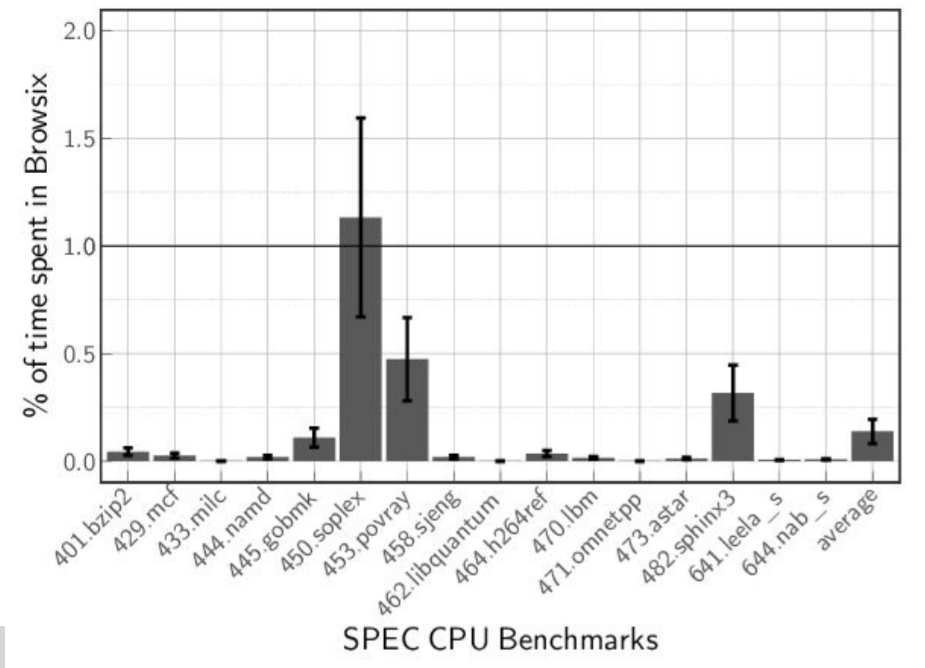 % of time spent in Browsix
2.0
1.5
1.0
0.5
0.0
401.bzip2
429.mcf
433.milc
444.namd
445.gobmk
450.soplex
453.povray
458.sjeng
462.libquantum
464.h264ref
470.lbm
471.omnetpp
473.astar
482.sphinx3
641.leela_s
644.nab_s
average
SPEC CPU Benchmarks